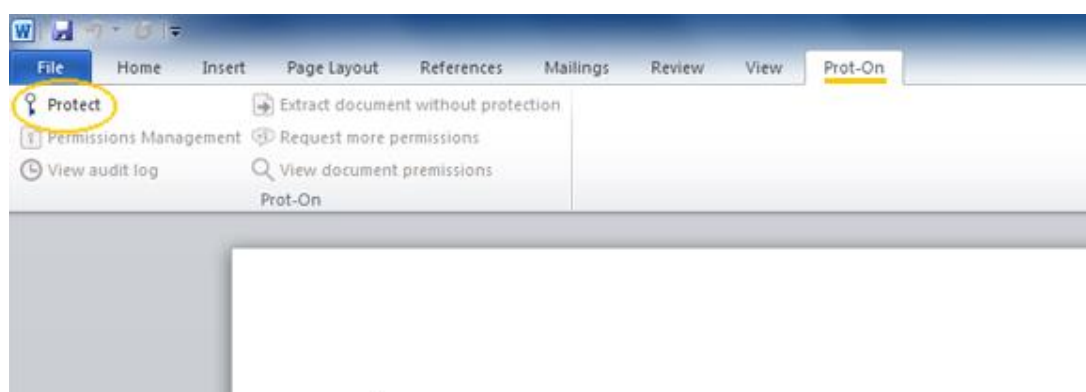 W
File Home Insert Page Layout References Mailings Review View Prot-On
Protect Extract document without protection
Permissions Management Request more permissions
View audit log View document premissions
Prot-On